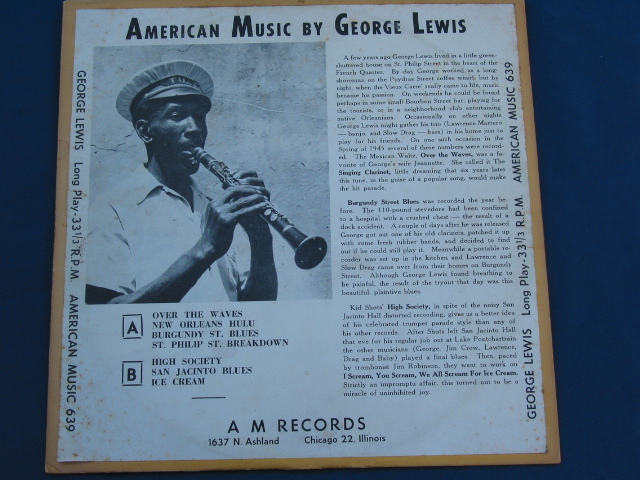 AMERICAN MUSIC BY GEORGE LEWIS
GEORGE LEWIS Long Play-33 1/3 R.P.M. AMERICAN MUSIC 639
A few years ago George Lewis lived in a little green-
shuttered house on St. Philip Street in the heart of the
French Quarter. By day George worked as a long-
shoreman on the Poydras Street coffee wharf, but by
night, when the Vieux Carre really came to life, music
became his passion. On weekends he could be found
perhaps in some small Bourbon Street bar, playing for
the tourists, or in a neighborhood club entertaining
native Orleanians. Occasionally on other nights
George Lewis might gather his trio (Lawrence Marrero
— banjo, and Slow Drag — bass) in his home just to
play for his friends. On one such occasion in the
Spring of 1945 several of these numbers were record-
ed. The Mexican Waltz, Over the Waves, was a fa-
vorite of George's wife Jeannette. She called it The
Singing Clarinet, little dreaming that six years later
this tune, in the guise of a popular song, would make
the hit parade.
Burgundy Street Blues was recorded the year be-
fore. The 110-pound stevedore had been confined
to a hospital with a crushed chest — the result of a
dock accident. A couple of days after he was released
George got out one of his old clarinets, patched it up
with some fresh rubber bands, and decided to find
out if he could still play it. Meanwhile a portable re-
corder was set up in the kitchen and Lawrence and
Slow Drag came over from their homes on Burgundy
Street. Although George Lewis found breathing to
be painful, the result of the tryout that day was this
beautiful, plaintive blues.
Kid Shots' High Society, in spite of the noisy San
Jacinto Hall distorted recording, gives us a better idea
of his celebrated trumpet parade style than any of
his other records. After Shots left San Jacinto Hall
that eve for his regular job out at Lake Pontchartrain
the other musicians (George, Jim Crow, Lawrence,
Drag and Baby) played a final blues. Then, paced
by trombonist Jim Robinson, they went to work on
I Scream, You Scream, We All Scream For Ice Cream.
Strictly an impromptu affair, this turned out to be a
miracle of uninhibited joy.
GEORGE LEWIS Long Play-33 1/3 R.P.M. AMERICAN MUSIC 639
A
OVER THE WAVES
NEW ORLEANS HULU
BURGUNDY ST. BLUES
ST. PHILIP ST. BREAKDOWN
B
HIGH SOCIETY
SAN JACINTO BLUES
ICE CREAM
A M RECORDS
1637 N. Ashland Chicago 22, Illinois